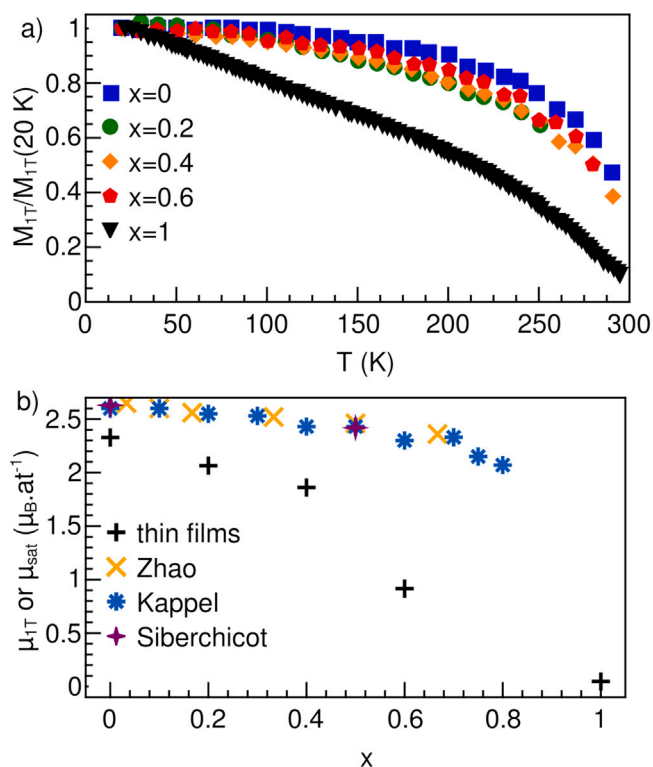 a)
M₁T/M₁T(20 K)
1
0.8
0.6
0.4
0.2
0
x=0
x=0.2
x=0.4
x=0.6
x=1
0 50 100 150 200 250 300
T (K)
b)
μ₁T or μsat (μB.at⁻¹)
2.5
2
1.5
1
0.5
0
thin films
Zhao
Kappel
Siberchicot
0 0.2 0.4 0.6 0.8 1
x